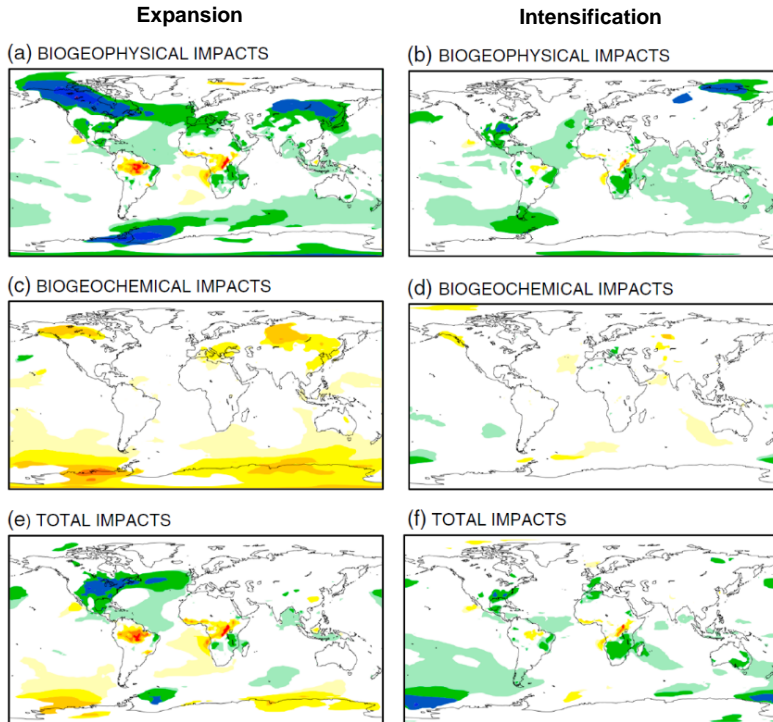 Expansion
Intensification
(a) BIOGEOPHYSICAL IMPACTS
(b) BIOGEOPHYSICAL IMPACTS
(c) BIOGEOCHEMICAL IMPACTS
(d) BIOGEOCHEMICAL IMPACTS
(e) TOTAL IMPACTS
(f) TOTAL IMPACTS